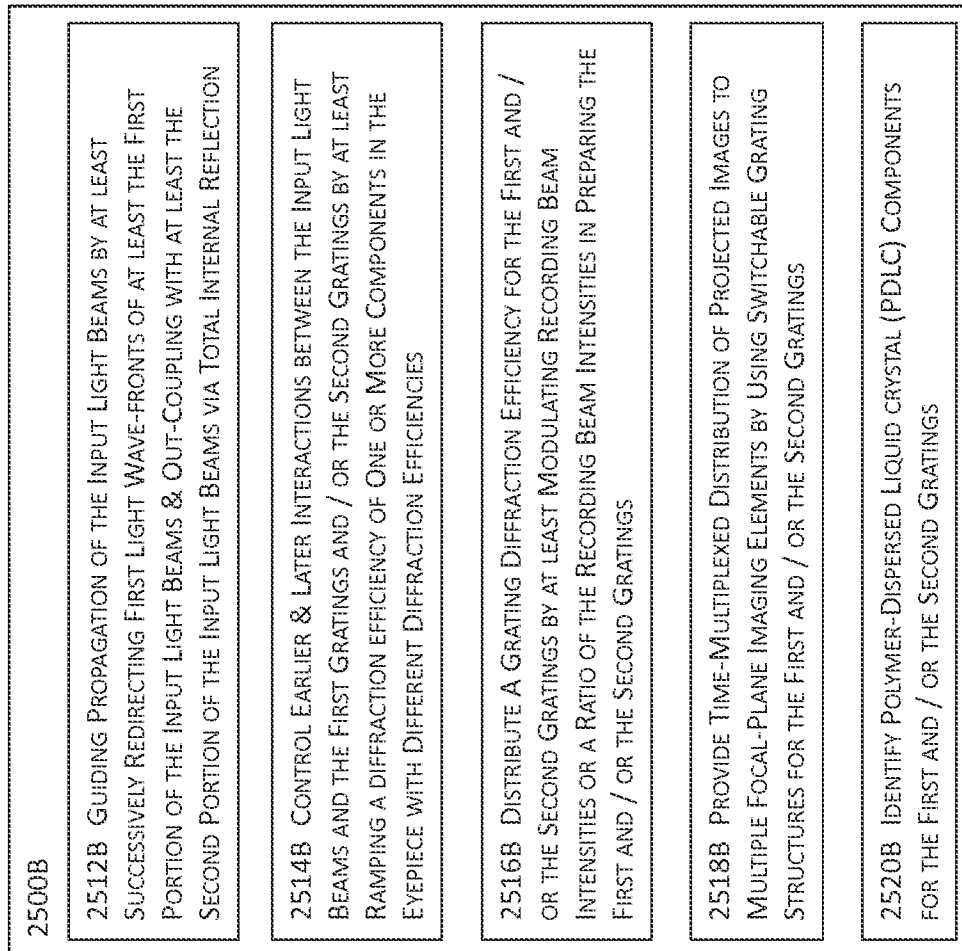 2500B
2512B GUIDING PROPAGATION OF THE INPUT LIGHT BEAMS BY AT LEAST
SUCCESSIVELY REDIRECTING FIRST LIGHT WAVE-FRONTS OF AT LEAST THE FIRST
PORTION OF THE INPUT LIGHT BEAMS & OUT-COUPLING WITH AT LEAST THE
SECOND PORTION OF THE INPUT LIGHT BEAMS VIA TOTAL INTERNAL REFLECTION
2514B CONTROL EARLIER & LATER INTERACTIONS BETWEEN THE INPUT LIGHT
BEAMS AND THE FIRST GRATINGS AND / OR THE SECOND GRATINGS BY AT LEAST
RAMPING A DIFFRACTION EFFICIENCY OF ONE OR MORE COMPONENTS IN THE
EYEPIECE WITH DIFFERENT DIFFRACTION EFFICIENCIES
2516B DISTRIBUTE A GRATING DIFFRACTION EFFICIENCY FOR THE FIRST AND /
OR THE SECOND GRATINGS BY AT LEAST MODULATING RECORDING BEAM
INTENSITIES OR A RATIO OF THE RECORDING BEAM INTENSITIES IN PREPARING THE
FIRST AND / OR THE SECOND GRATINGS
2518B PROVIDE TIME-MULTIPLEXED DISTRIBUTION OF PROJECTED IMAGES TO
MULTIPLE FOCAL-PLANE IMAGING ELEMENTS BY USING SWITCHABLE GRATING
STRUCTURES FOR THE FIRST AND / OR THE SECOND GRATINGS
2520B IDENTIFY POLYMER-DISPERSED LIQUID CRYSTAL (PDLC) COMPONENTS
FOR THE FIRST AND / OR THE SECOND GRATINGS